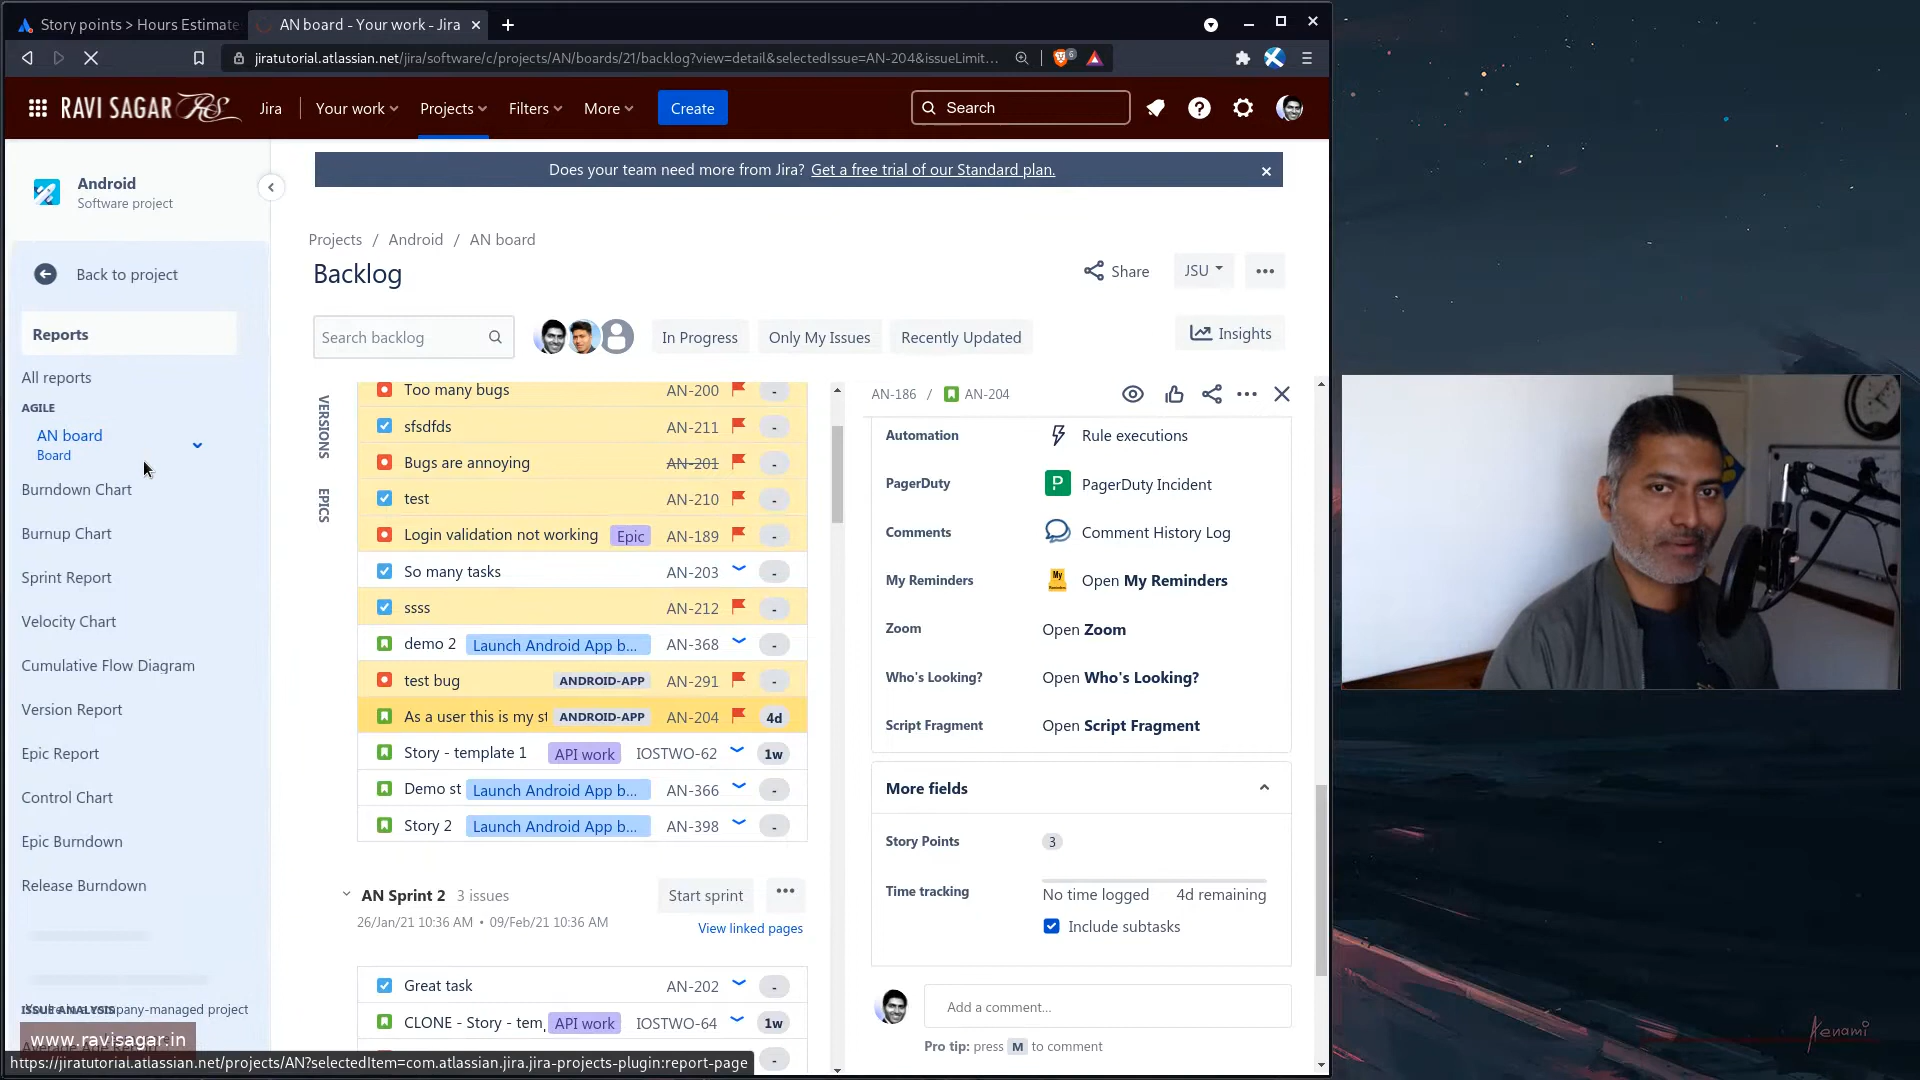 Story points > Hours Estimate
AN board - Your work - Jira
jiratutorial.atlassian.net/jira/software/c/projects/AN/boards/21/backlog?view=detail&selectedIssue=AN-204&issueLimit...
6
RAVI SAGAR RS
Jira
Your work
Projects
Filters
More
Create
Search
Does your team need more from Jira? Get a free trial of our Standard plan.
Android
Software project
Back to project
Reports
All reports
AGILE
AN board
Board
Burndown Chart
Burnup Chart
Sprint Report
Velocity Chart
Cumulative Flow Diagram
Version Report
Epic Report
Control Chart
Epic Burndown
Release Burndown
ISSUE ANALYSIS
company-managed project
www.ravisagar.in
https://jiratutorial.atlassian.net/projects/AN?selectedItem=com.atlassian.jira.jira-projects-plugin:report-page
Projects / Android / AN board
Backlog
Share
JSU
Search backlog
In Progress
Only My Issues
Recently Updated
Insights
VERSIONS
EPICS
Too many bugs AN-200 -
sfsdfds AN-211 -
Bugs are annoying AN-201 -
test AN-210 -
Login validation not working Epic AN-189 -
So many tasks AN-203 -
ssss AN-212 -
demo 2 Launch Android App b... AN-368 -
test bug ANDROID-APP AN-291 -
As a user this is my st ANDROID-APP AN-204 4d
Story - template 1 API work IOSTWO-62 1w
Demo st Launch Android App b... AN-366 -
Story 2 Launch Android App b... AN-398 -
AN Sprint 2 3 issues
Start sprint
26/Jan/21 10:36 AM • 09/Feb/21 10:36 AM
View linked pages
Great task AN-202 -
CLONE - Story - tem API work IOSTWO-64 1w
-
AN-186 / AN-204
Automation Rule executions
PagerDuty P PagerDuty Incident
Comments Comment History Log
My Reminders My Open My Reminders
Zoom Open Zoom
Who's Looking? Open Who's Looking?
Script Fragment Open Script Fragment
More fields
Story Points 3
Time tracking
No time logged 4d remaining
Include subtasks
Add a comment...
Pro tip: press M to comment
Kenami